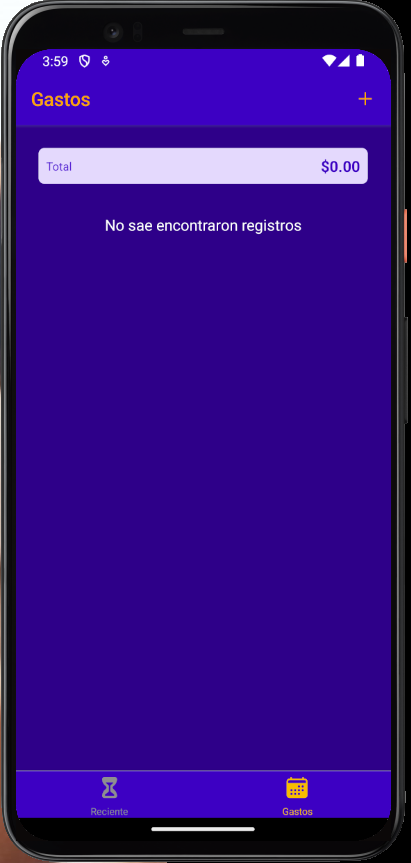 3:59
Gastos
+
Total
$0.00
No sae encontraron registros
Reciente
Gastos